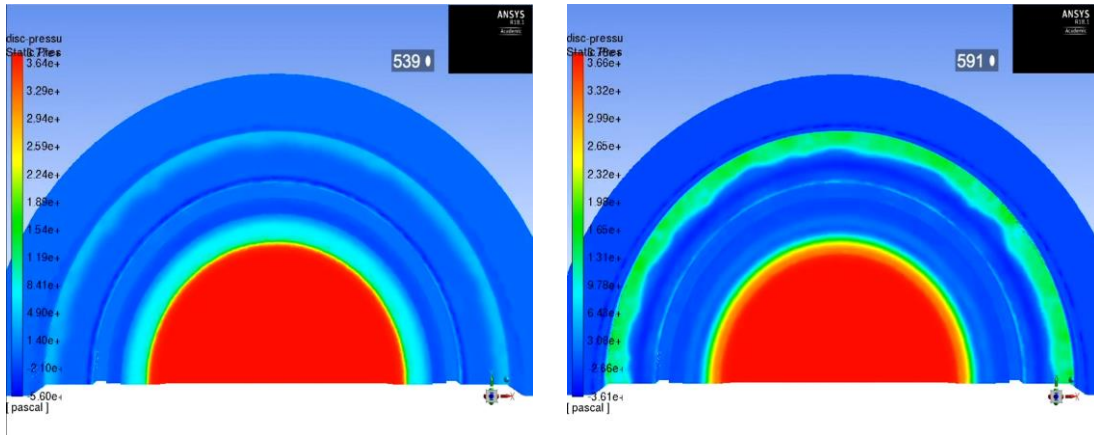 ANSYS
R18.1
Academic
disc-pressu
539
3.64e+
3.29e+
2.94e+
2.59e+
2.24e+
1.89e+
1.54e+
1.19e+
8.41e+
4.90e+
1.40e+
-2.10e+
-5.60e+
[ pascal ]
X
ANSYS
R18.1
Academic
disc-pressu
591
3.66e+
3.32e+
2.99e+
2.65e+
2.32e+
1.98e+
1.65e+
1.31e+
9.78e+
6.43e+
3.08e+
-2.66e+
-3.61e+
[ pascal ]
X